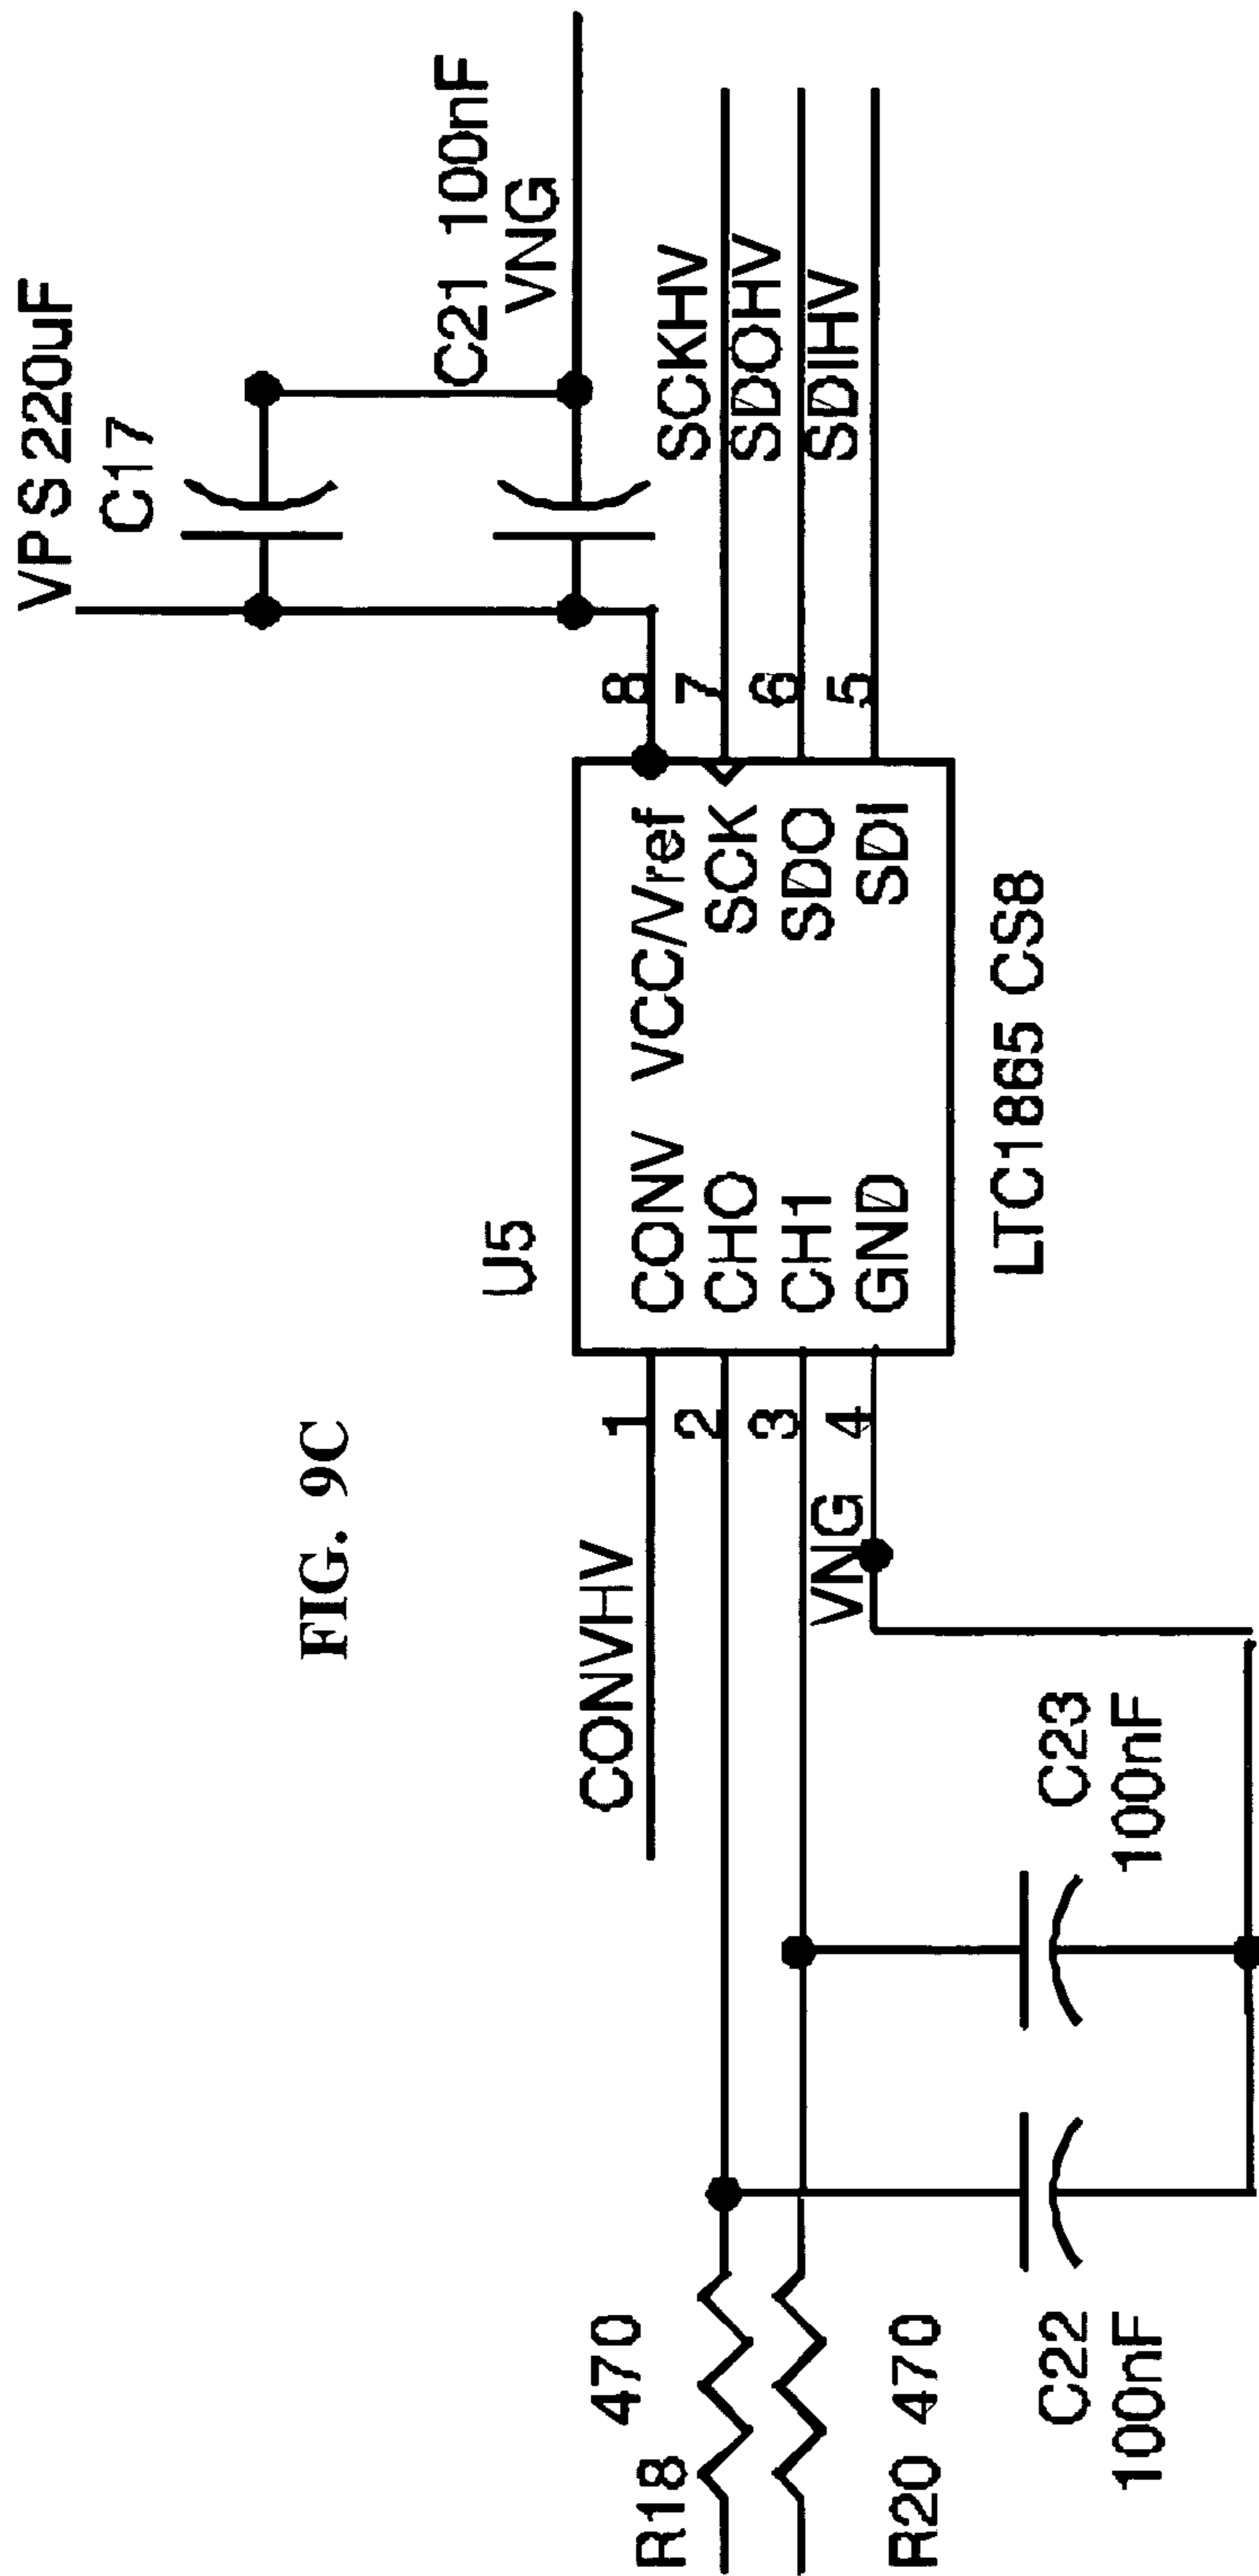 FIG. 9C
VPS 220uF
C17
C21 100nF
VNG
U5
CONVHV
1
2
3
4
VNG
CONV
CHO
CH1
GND
VCC/Vref
SCK
SDO
SDI
8
7
6
5
SCKHV
SDOHV
SDIHV
LTC1865 CS8
R18 470
R20 470
C22
100nF
C23
100nF